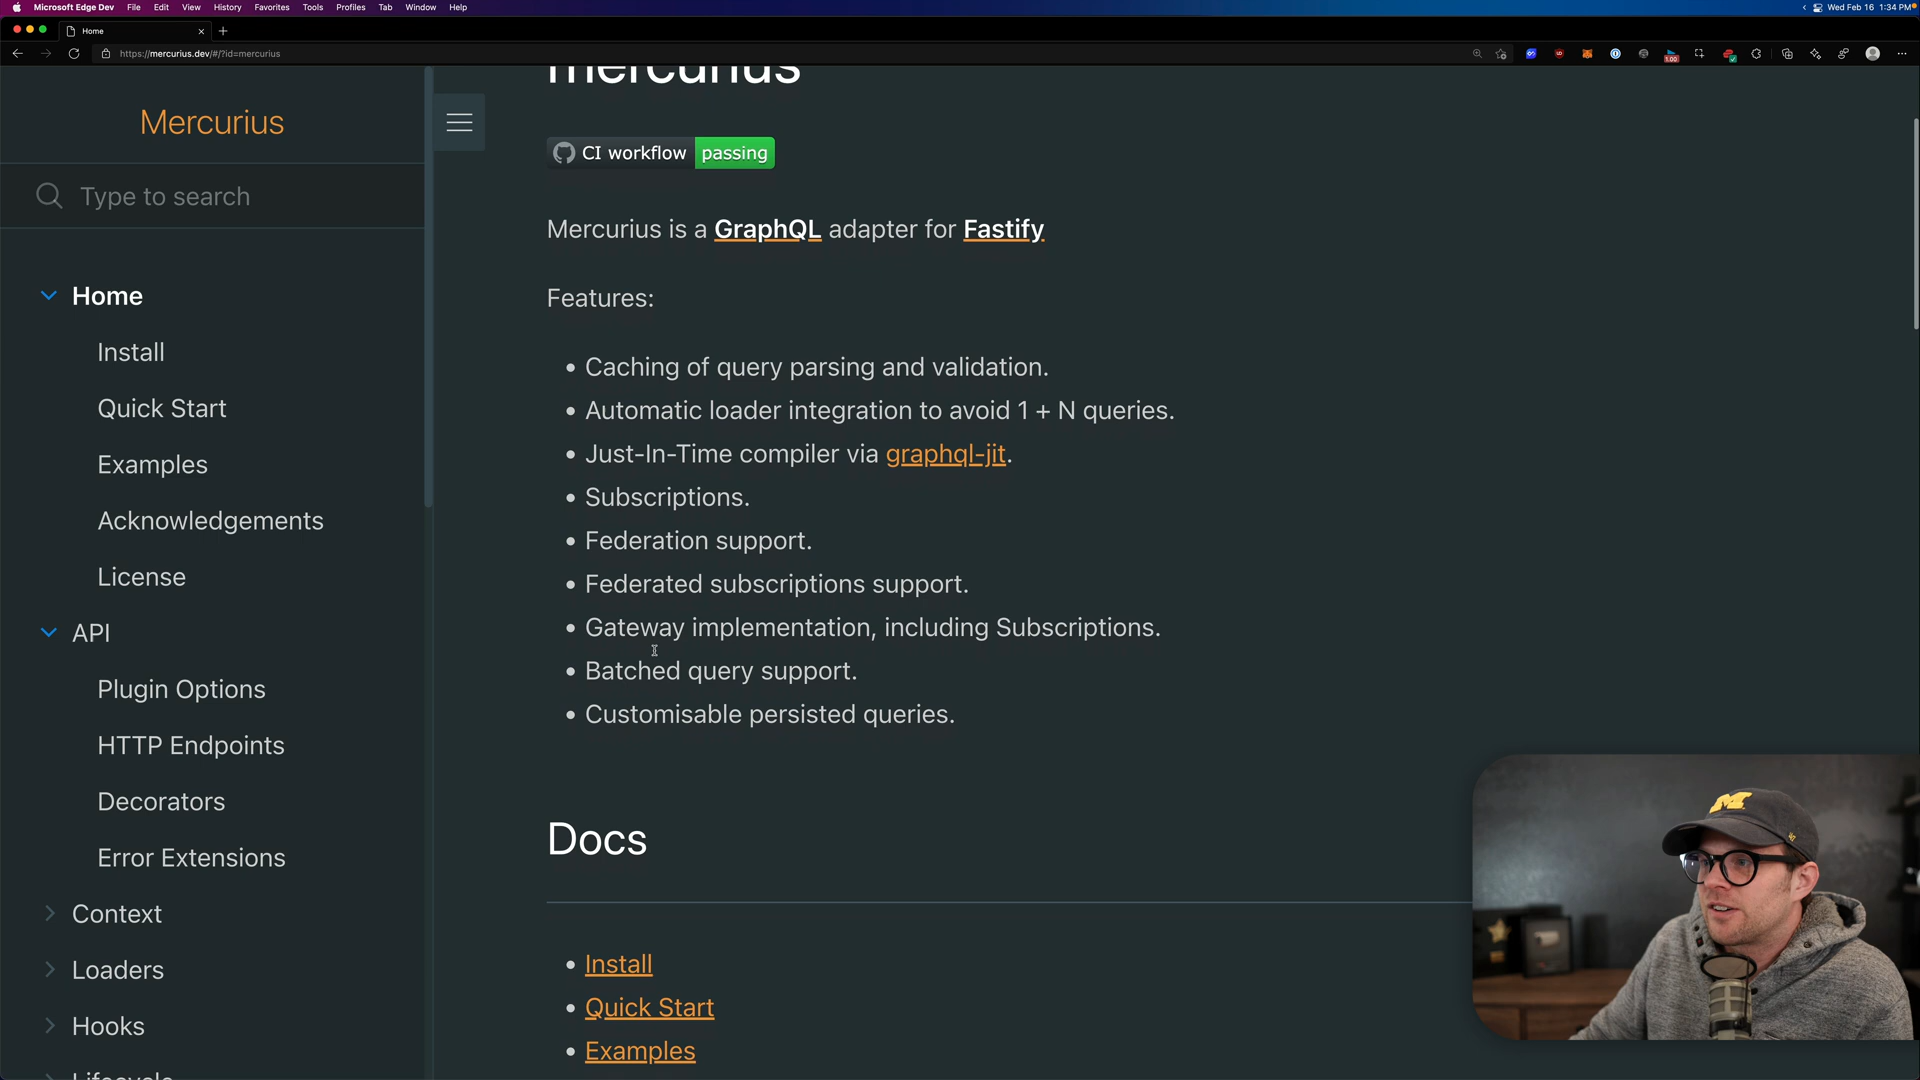 Microsoft Edge Dev File Edit View History Favorites Tools Profiles Tab Window Help
Wed Feb 16 1:34 PM
Home
https://mercurius.dev/#/?id=mercurius
1.00
mercurius
Mercurius
CI workflow passing
Type to search
Mercurius is a GraphQL adapter for Fastify
Features:
Home
Install
Quick Start
Examples
Acknowledgements
License
API
Plugin Options
HTTP Endpoints
Decorators
Error Extensions
Context
Loaders
Hooks
Lifecycle
• Caching of query parsing and validation.
• Automatic loader integration to avoid 1 + N queries.
• Just-In-Time compiler via graphql-jit.
• Subscriptions.
• Federation support.
• Federated subscriptions support.
• Gateway implementation, including Subscriptions.
• Batched query support.
• Customisable persisted queries.
Docs
• Install
• Quick Start
• Examples
M